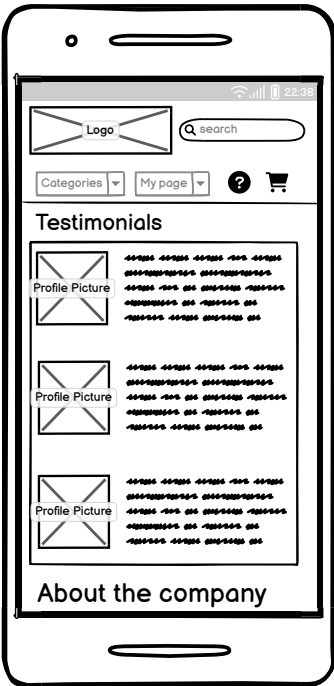 22:38
Logo
search
Categories
My page
?
Testimonials
Profile Picture
Profile Picture
Profile Picture
About the company